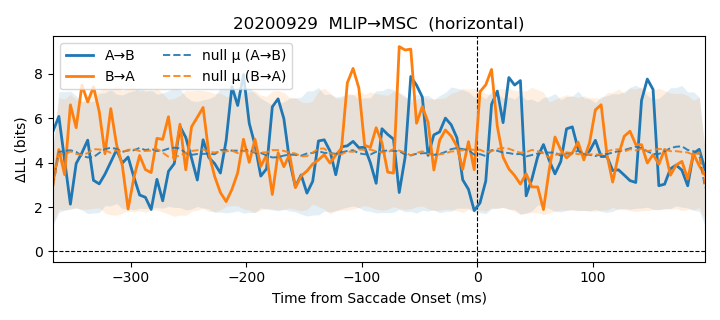 20200929  MLIP→MSC  (horizontal)
A→B
B→A
null μ (A→B)
null μ (B→A)
ΔLL (bits)
8
6
4
2
0
−300
−200
−100
0
100
Time from Saccade Onset (ms)